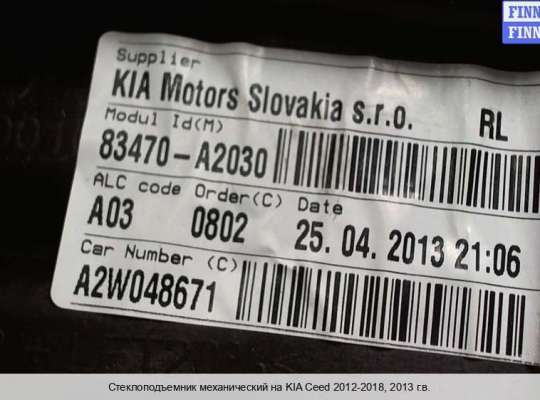 FINN
FINN
Supplier
KIA Motors Slovakia s.r.o.
RL
Modul Id(M)
83470-A2030
ALC code Order(C) Date
A03 0802 25. 04. 2013 21:06
Car Number (C)
A2W048671
Стеклоподъемник механический на KIA Ceed 2012-2018, 2013 г.в.